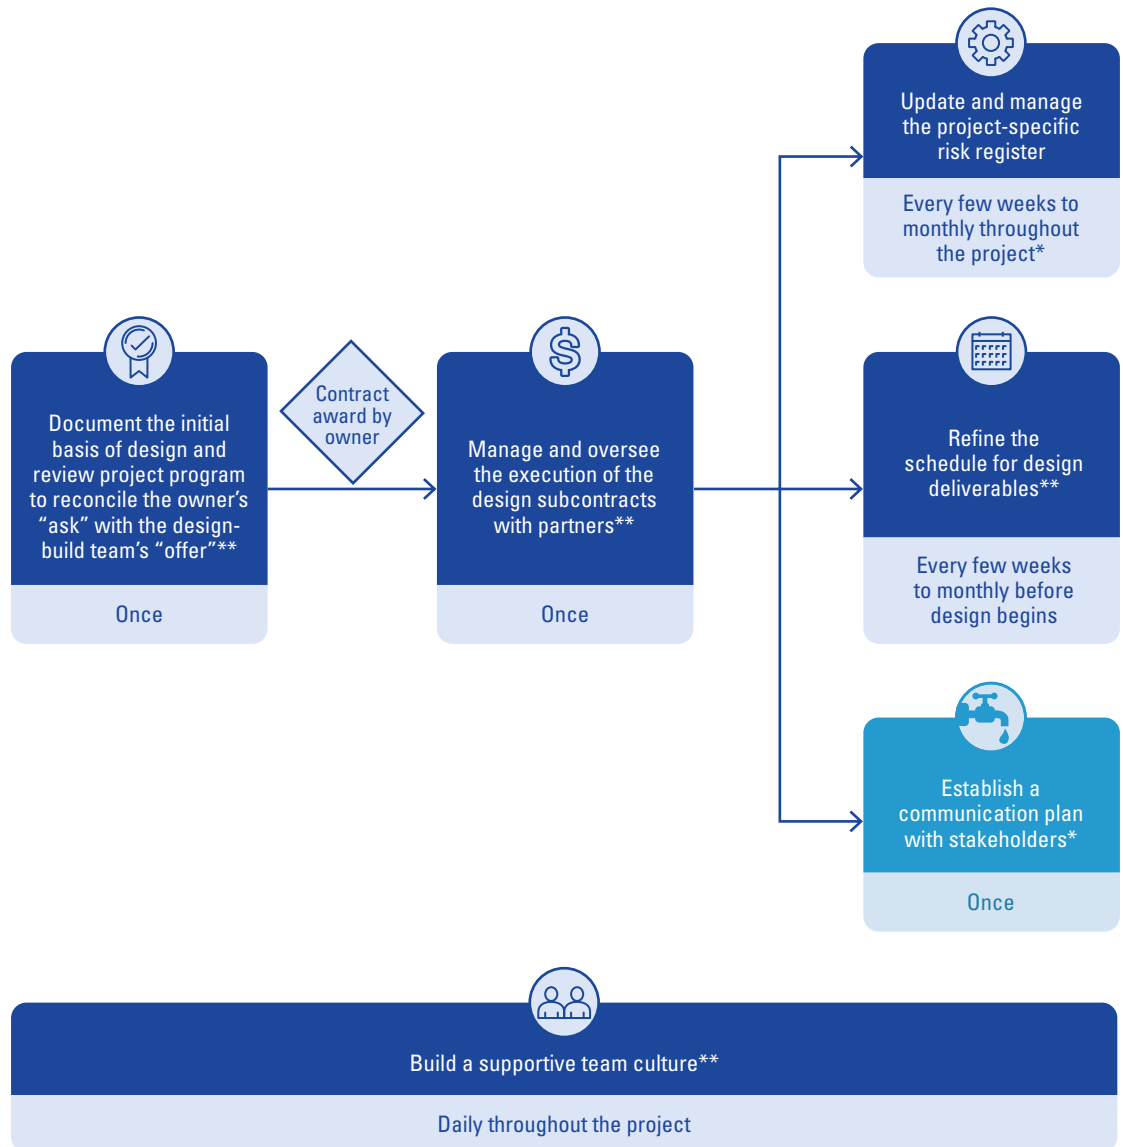 Update and manage
the project-specific
risk register
Every few weeks to
monthly throughout
the project*
Document the initial
basis of design and
review project program
to reconcile the owner’s
“ask” with the design-
build team’s “offer”**
Once
Contract
award by
owner
$
Manage and oversee
the execution of the
design subcontracts
with partners**
Once
Refine the
schedule for design
deliverables**
Every few weeks
to monthly before
design begins
Establish a
communication plan
with stakeholders*
Once
Build a supportive team culture**
Daily throughout the project